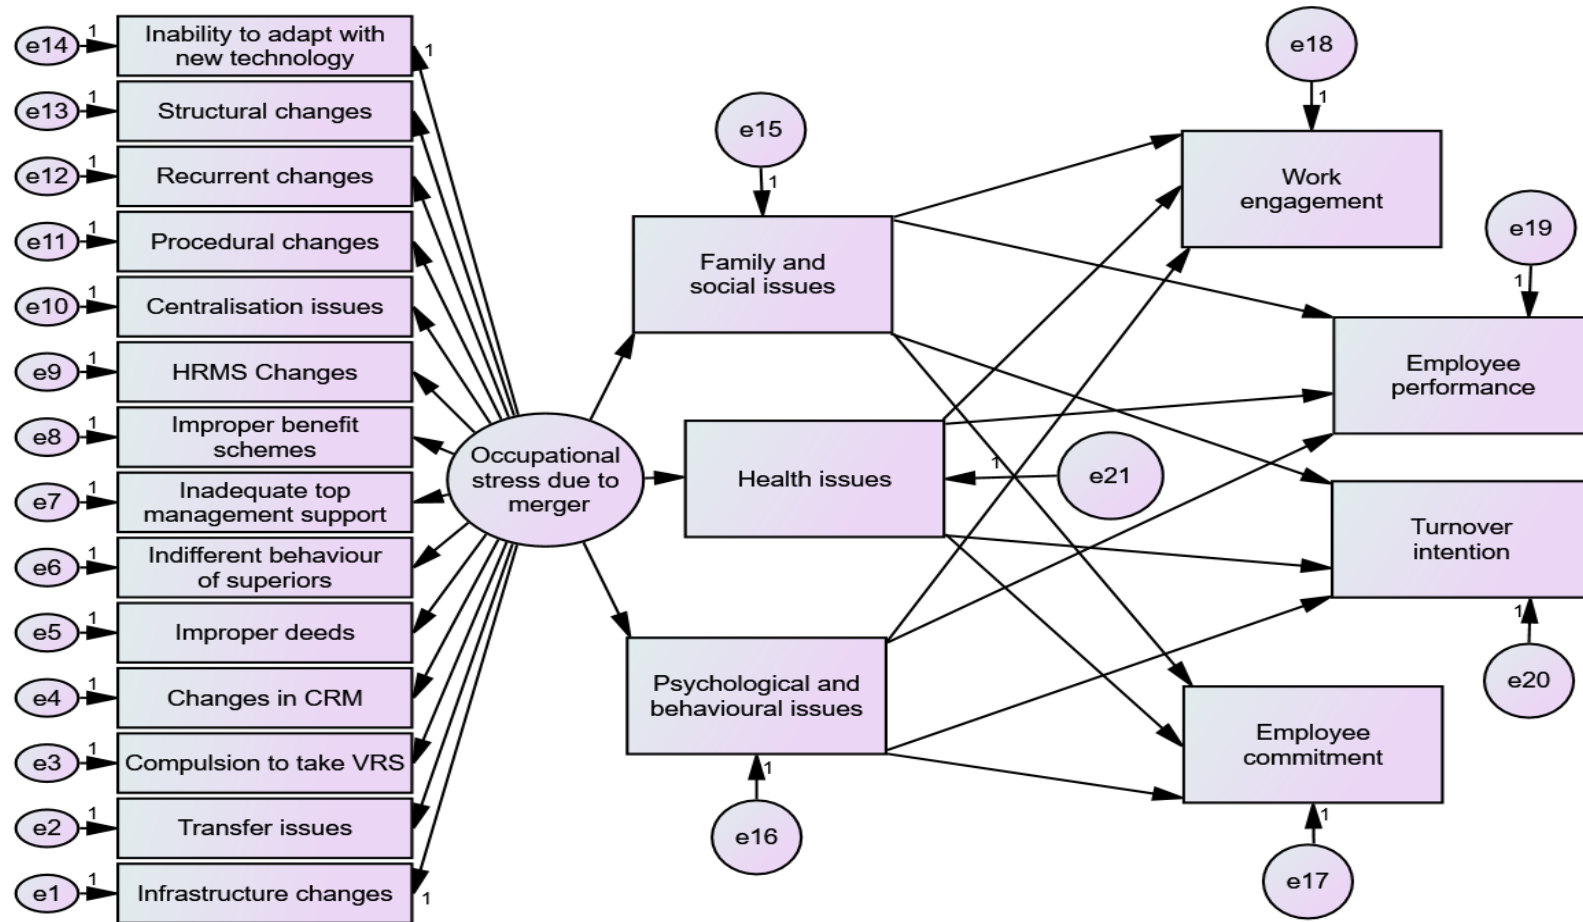 e14
1
Inability to adapt with
new technology
1
e13
1
Structural changes
e12
1
Recurrent changes
e11
1
Procedural changes
e10
1
Centralisation issues
e9
1
HRMS Changes
e8
1
Improper benefit
schemes
e7
1
Inadequate top
management support
e6
1
Indifferent behaviour
of superiors
e5
1
Improper deeds
e4
1
Changes in CRM
e3
1
Compulsion to take VRS
e2
1
Transfer issues
e1
1
Infrastructure changes
1
Occupational
stress due to
merger
e15
1
Family and
social issues
Health issues
1
e21
Psychological and
behavioural issues
1
e16
e18
1
Work
engagement
e19
1
Employee
performance
Turnover
intention
1
e20
Employee
commitment
1
e17